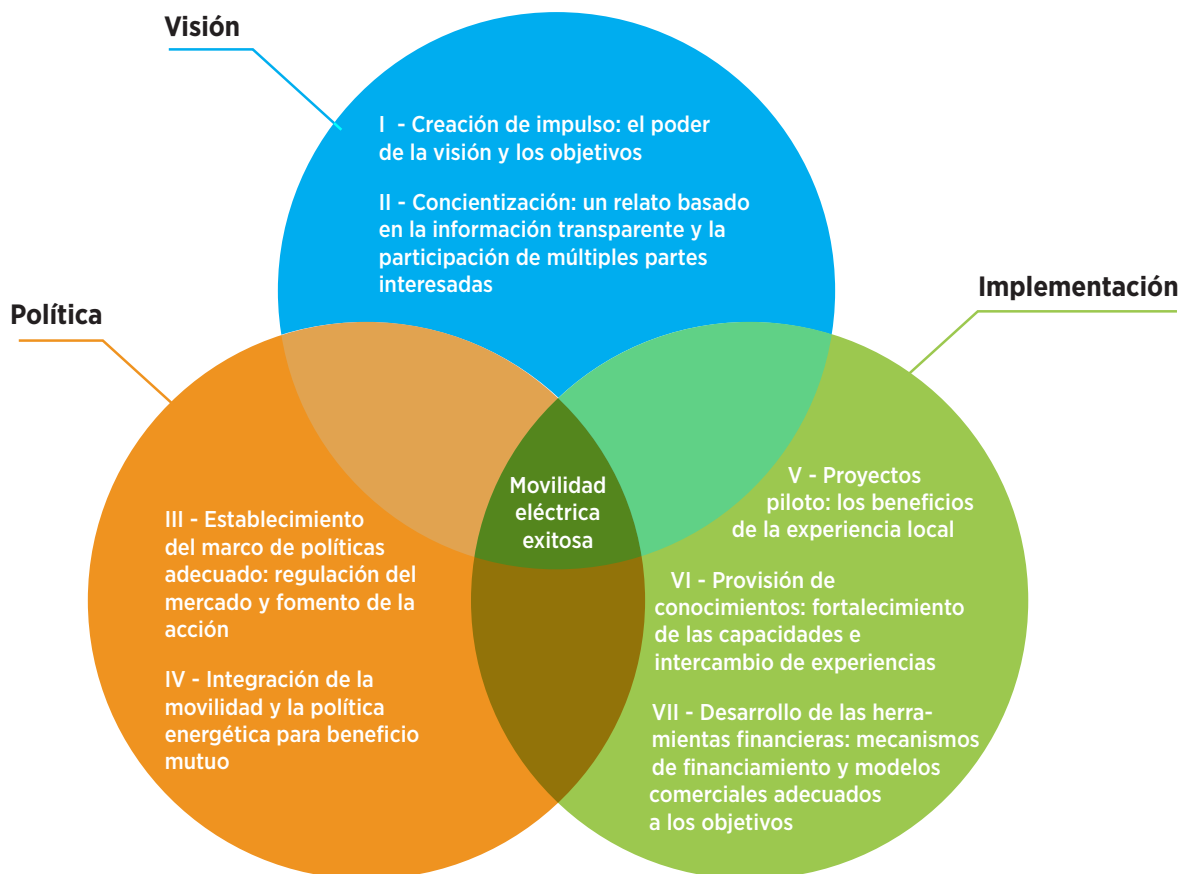 Visión
I - Creación de impulso: el poder
de la visión y los objetivos
II - Concientización: un relato basado
en la información transparente y la
participación de múltiples partes
interesadas
Política
III - Establecimiento
del marco de políticas
adecuado: regulación del
mercado y fomento de la
acción
IV - Integración de la
movilidad y la política
energética para beneficio
mutuo
Movilidad
eléctrica
exitosa
Implementación
V - Proyectos
piloto: los beneficios
de la experiencia local
VI - Provisión de
conocimientos: fortalecimiento
de las capacidades e
intercambio de experiencias
VII - Desarrollo de las herra-
mientas financieras: mecanismos
de financiamiento y modelos
comerciales adecuados
a los objetivos